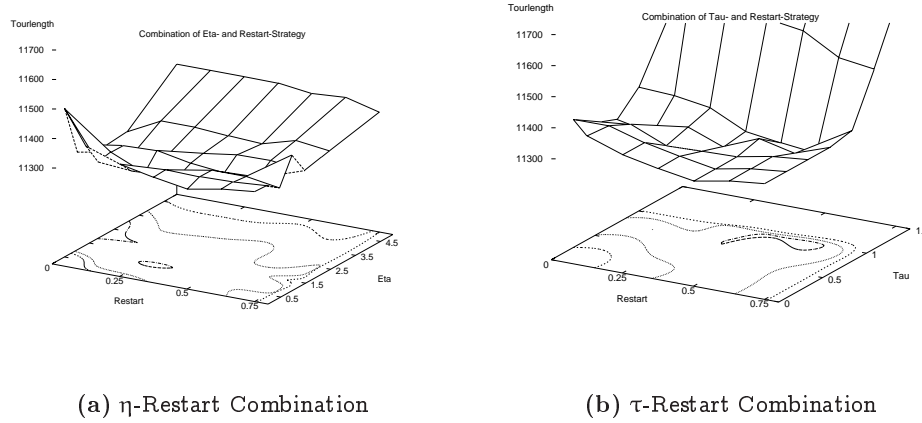 Tourlength
Combination of Eta- and Restart-Strategy
11700
11600
11500
11400
11300
0
0.25
0.5
0.75
Restart
0.5
1.5
2.5
3.5
4.5
Eta
(a) η-Restart Combination
Tourlength
Combination of Tau- and Restart-Strategy
11700
11600
11500
11400
11300
0
0.25
0.5
0.75
Restart
0
0.5
1
Tau
(b) τ-Restart Combination